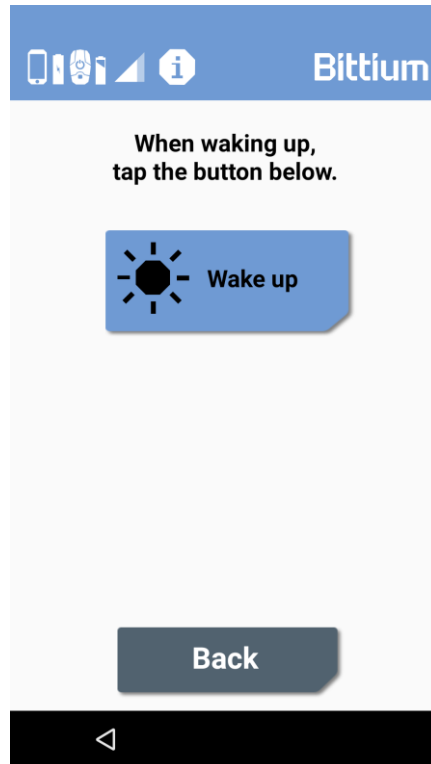 Bittium
When waking up,
tap the button below.
Wake up
Back